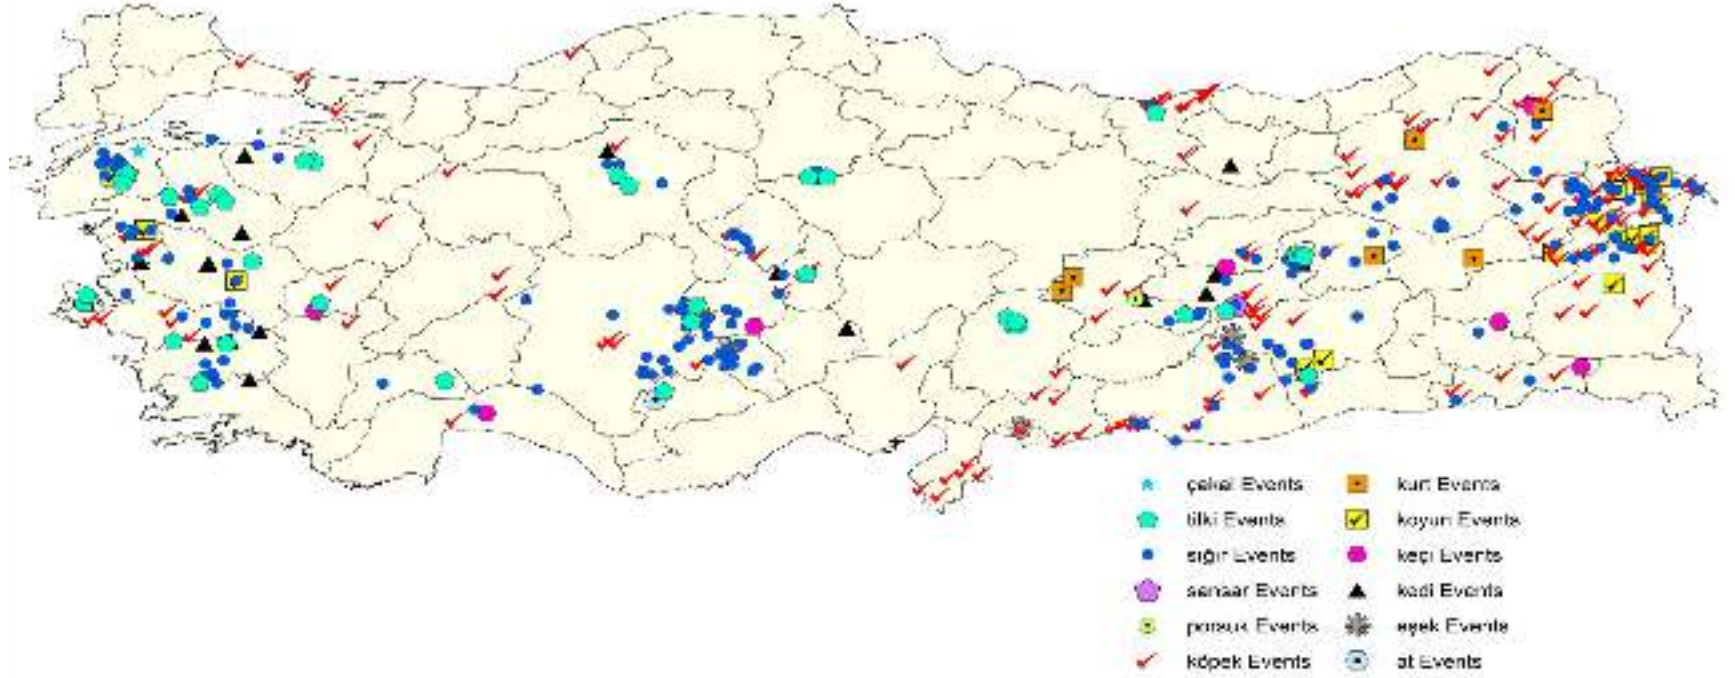 çakal Events
tilki Events
sığır Events
sansar Events
porsuk Events
köpek Events
kurt Events
koyun Events
keçi Events
kedi Events
eşek Events
at Events